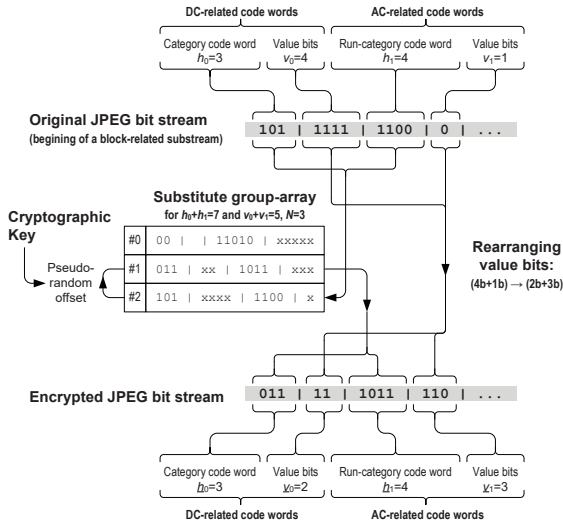 DC-related code words AC-related code words
Category code word Value bits Run-category code word Value bits
h0=3 v0=4 h1=4 v1=1
Original JPEG bit stream
(begining of a block-related substream)
101 | 1111 | 1100 | 0 | ...
Substitute group-array
for h0+h1=7 and v0+v1=5, N=3
Cryptographic
Key
Pseudo-
random
offset
#0 00 | | 11010 | xxxxx
#1 011 | xx | 1011 | xxx
#2 101 | xxxx | 1100 | x
Rearranging
value bits:
(4b+1b) → (2b+3b)
Encrypted JPEG bit stream
011 | 11 | 1011 | 110 | ...
Category code word Value bits Run-category code word Value bits
h0=3 v0=2 h1=4 v1=3
DC-related code words AC-related code words